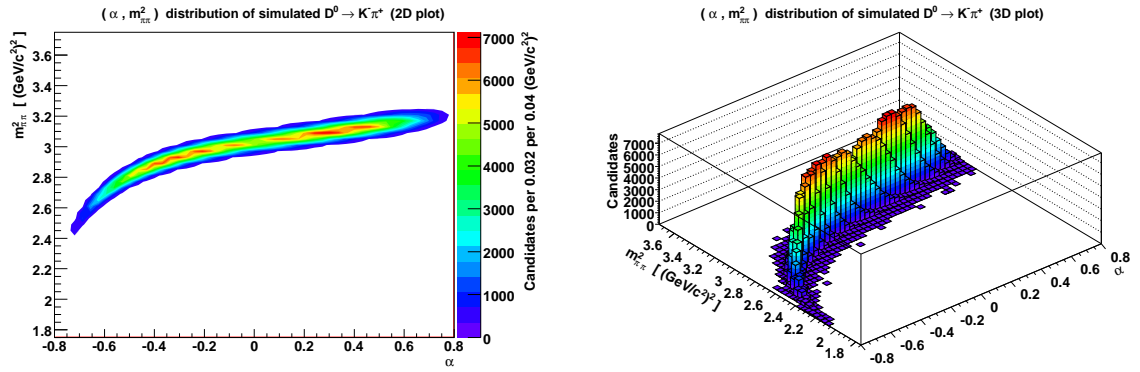 ( α , m²ππ ) distribution of simulated D⁰ → K⁻π⁺ (2D plot)
m²ππ [ (GeV/c²)² ]
3.6
3.4
3.2
3
2.8
2.6
2.4
2.2
2
1.8
-0.8 -0.6 -0.4 -0.2 0 0.2 0.4 0.6 0.8
α
7000
6000
5000
4000
3000
2000
1000
0
Candidates per 0.032 per 0.04 (GeV/c²)²
( α , m²ππ ) distribution of simulated D⁰ → K⁻π⁺ (3D plot)
Candidates
7000
6000
5000
4000
3000
2000
1000
0
3.6 3.4 3.2 3 2.8 2.6 2.4 2.2 2 1.8
m²ππ [ (GeV/c²)² ]
-0.8 -0.6 -0.4 -0.2 0 0.2 0.4 0.6 0.8
α